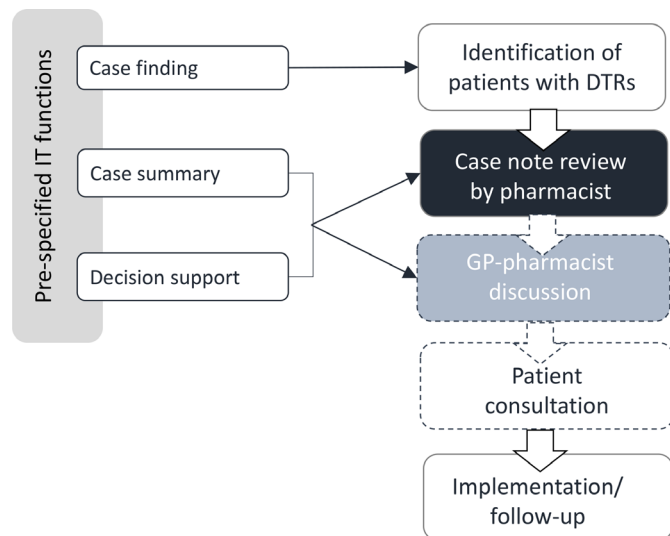 Pre-specified IT functions
Case finding
Case summary
Decision support
Identification of
patients with DTRs
Case note review
by pharmacist
GP-pharmacist
discussion
Patient
consultation
Implementation/
follow-up